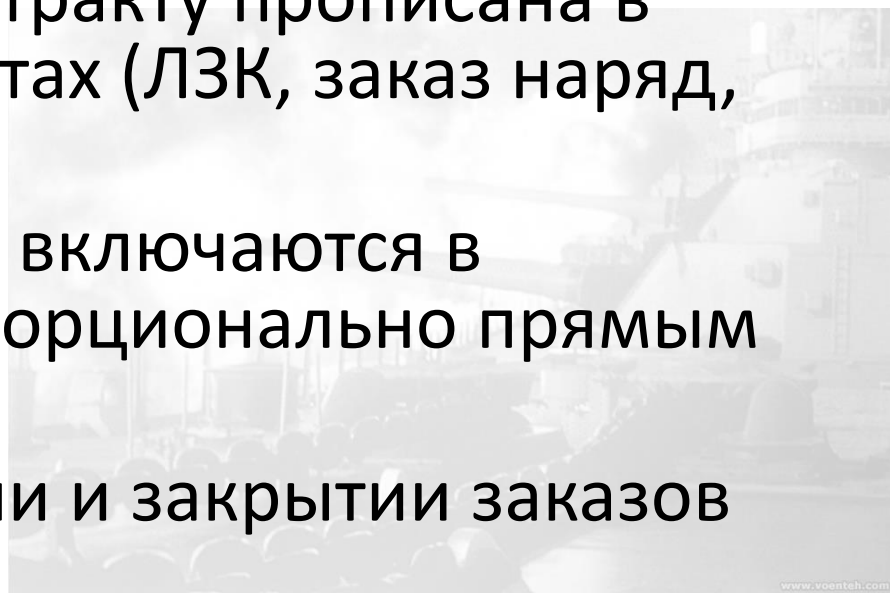 тракту прописана в
тах (ЛЗК, заказ наряд,
включаются в
орционально прямым
ии и закрытии заказов
www.voenteh.com